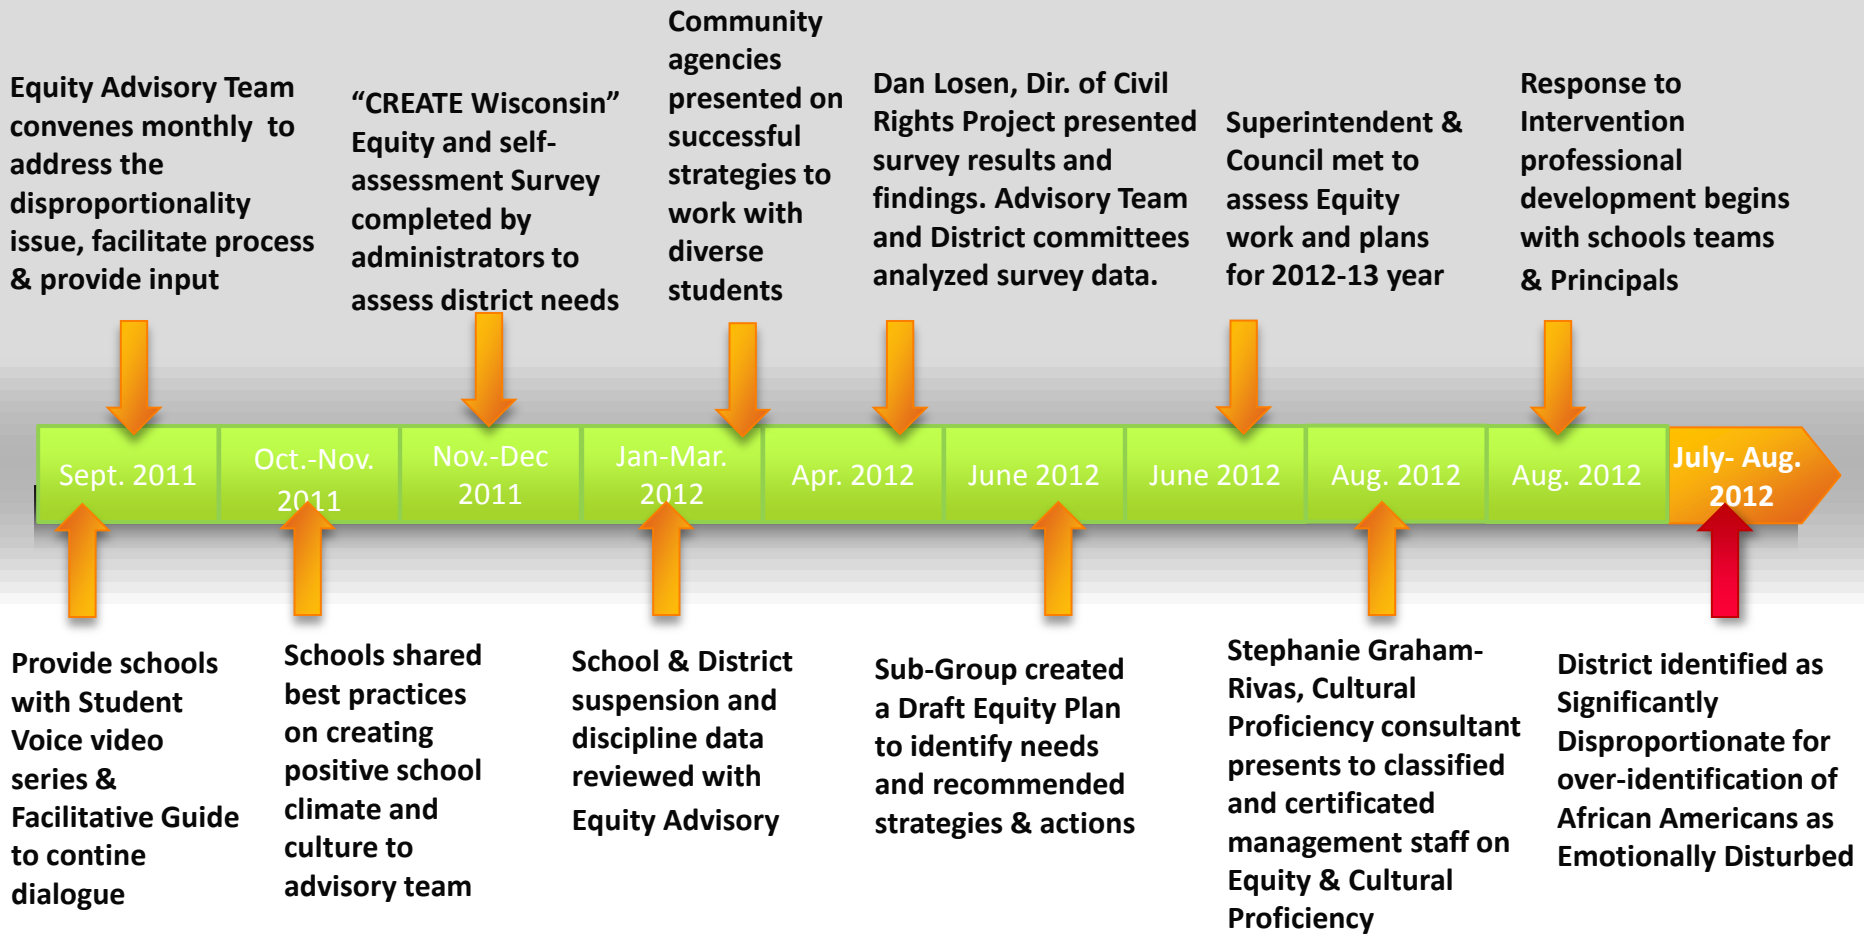 Equity Advisory Team
convenes monthly to
address the
disproportionality
issue, facilitate process
& provide input
“CREATE Wisconsin”
Equity and self-
assessment Survey
completed by
administrators to
assess district needs
Community
agencies
presented on
successful
strategies to
work with
diverse
students
Dan Losen, Dir. of Civil
Rights Project presented
survey results and
findings. Advisory Team
and District committees
analyzed survey data.
Superintendent &
Council met to
assess Equity
work and plans
for 2012-13 year
Response to
Intervention
professional
development begins
with schools teams
& Principals
Sept. 2011
Oct.-Nov.
2011
Nov.-Dec
2011
Jan-Mar.
2012
Apr. 2012
June 2012
June 2012
Aug. 2012
Aug. 2012
July- Aug.
2012
Provide schools
with Student
Voice video
series &
Facilitative Guide
to contine
dialogue
Schools shared
best practices
on creating
positive school
climate and
culture to
advisory team
School & District
suspension and
discipline data
reviewed with
Equity Advisory
Sub-Group created
a Draft Equity Plan
to identify needs
and recommended
strategies & actions
Stephanie Graham-
Rivas, Cultural
Proficiency consultant
presents to classified
and certificated
management staff on
Equity & Cultural
Proficiency
District identified as
Significantly
Disproportionate for
over-identification of
African Americans as
Emotionally Disturbed